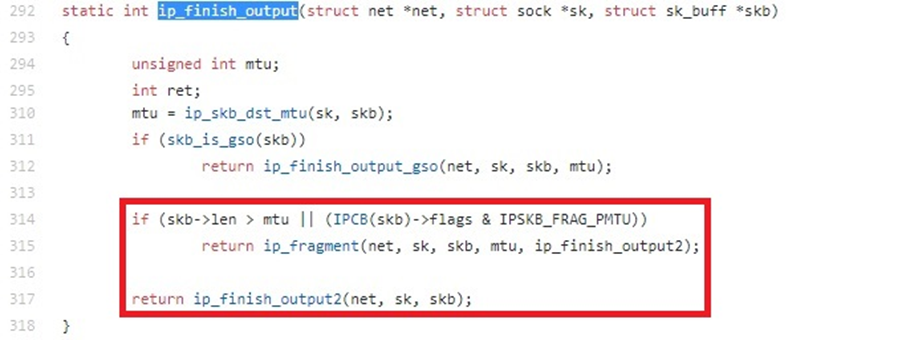 292 static int ip_finish_output(struct net *net, struct sock *sk, struct sk_buff *skb)
293 {
294 unsigned int mtu;
295 int ret;
310 mtu = ip_skb_dst_mtu(sk, skb);
311 if (skb_is_gso(skb))
312 return ip_finish_output_gso(net, sk, skb, mtu);
313
314 if (skb->len > mtu || (IPCB(skb)->flags & IPSKB_FRAG_PMTU))
315 return ip_fragment(net, sk, skb, mtu, ip_finish_output2);
316
317 return ip_finish_output2(net, sk, skb);
318 }